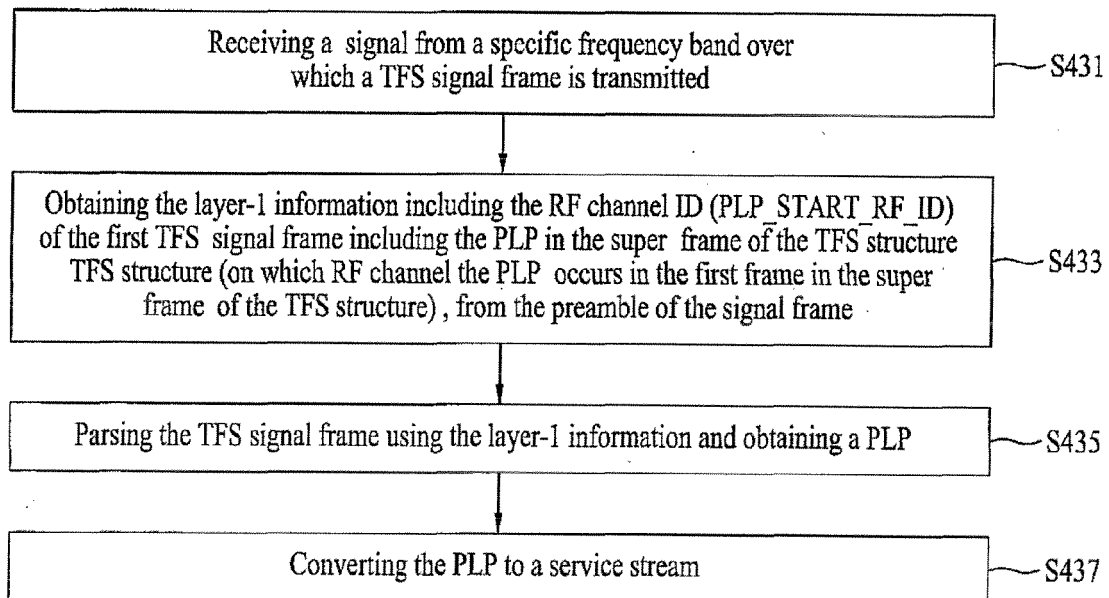 Receiving a signal from a specific frequency band over
which a TFS signal frame is transmitted
S431
Obtaining the layer-1 information including the RF channel ID (PLP_START_RF_ID)
of the first TFS signal frame including the PLP in the super frame of the TFS structure
TFS structure (on which RF channel the PLP occurs in the first frame in the super
frame of the TFS structure) , from the preamble of the signal frame
S433
Parsing the TFS signal frame using the layer-1 information and obtaining a PLP
S435
Converting the PLP to a service stream
S437